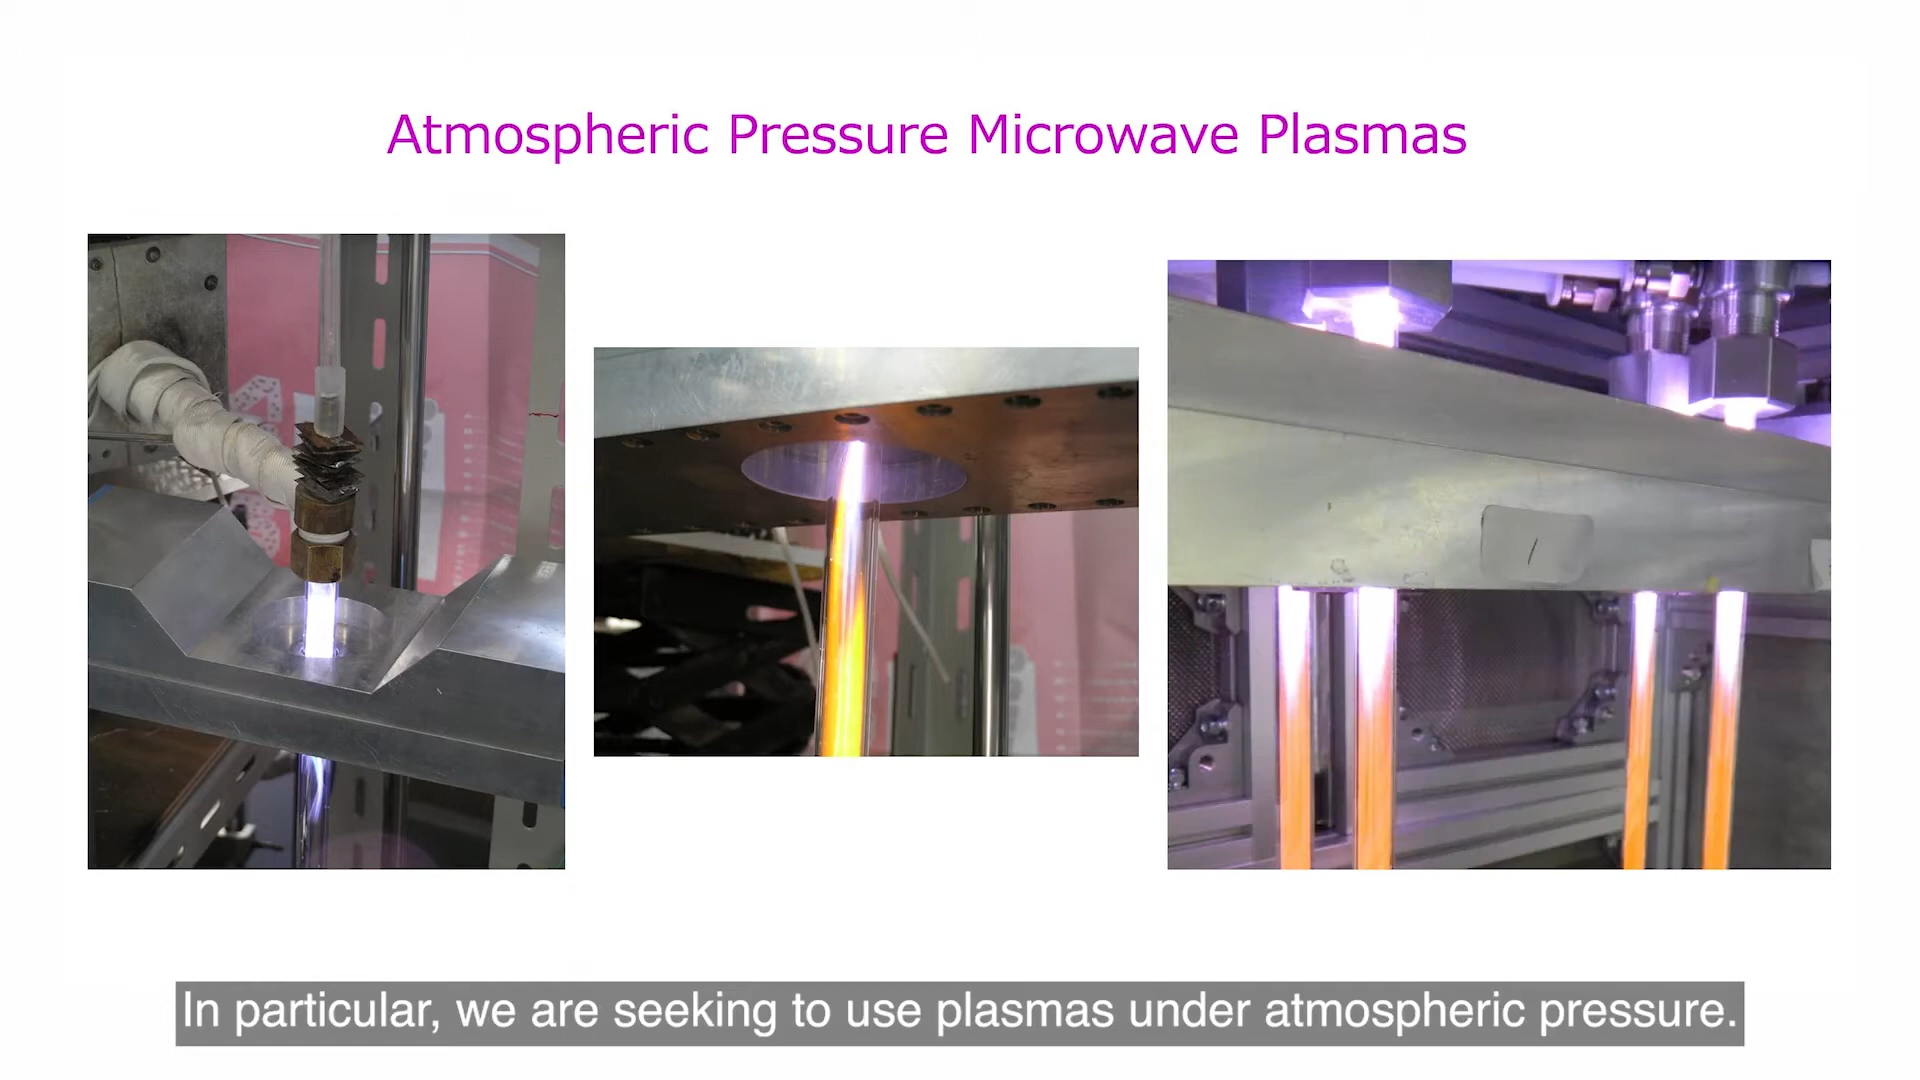 Atmospheric Pressure Microwave Plasmas
In particular, we are seeking to use plasmas under atmospheric pressure.